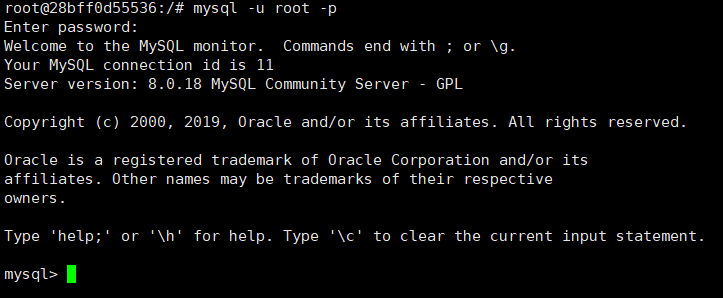 root@28bff0d55536:/# mysql -u root -p
Enter password:
Welcome to the MySQL monitor.  Commands end with ; or \g.
Your MySQL connection id is 11
Server version: 8.0.18 MySQL Community Server - GPL
Copyright (c) 2000, 2019, Oracle and/or its affiliates. All rights reserved.
Oracle is a registered trademark of Oracle Corporation and/or its
affiliates. Other names may be trademarks of their respective
owners.
Type 'help;' or '\h' for help. Type '\c' to clear the current input statement.
mysql>